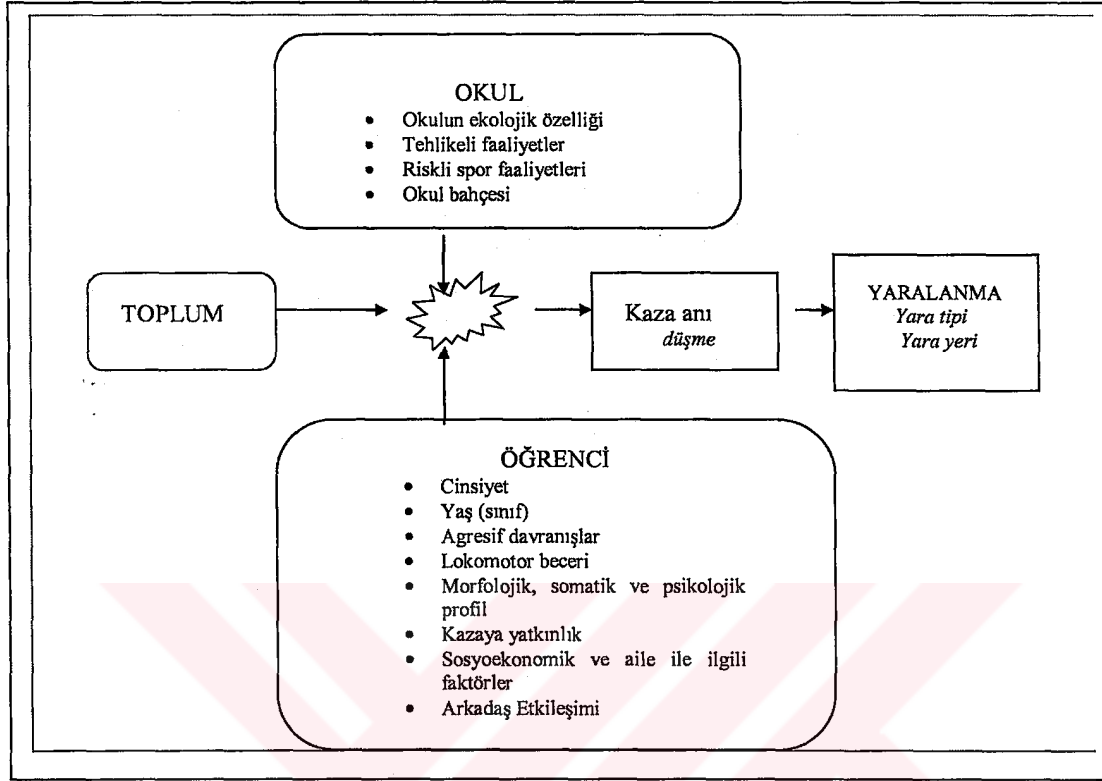 OKUL
• Okulun ekolojik özelliği
• Tehlikeli faaliyetler
• Riskli spor faaliyetleri
• Okul bahçesi
TOPLUM
Kaza anı
düşme
YARALANMA
Yara tipi
Yara yeri
ÖĞRENCİ
• Cinsiyet
• Yaş (sınıf)
• Agresif davranışlar
• Lokomotor beceri
• Morfolojik, somatik ve psikolojik
profil
• Kazaya yatkınlık
• Sosyoekonomik ve aile ile ilgili
faktörler
• Arkadaş Etkileşimi